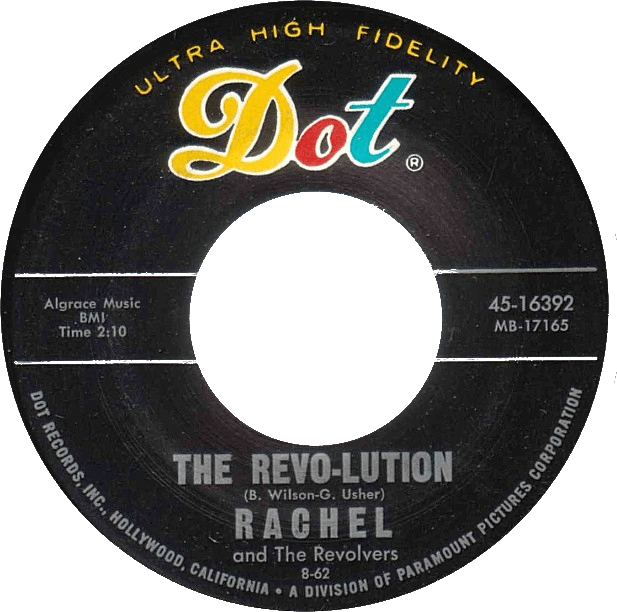 ULTRA HIGH FIDELITY
Dot ®
Algrace Music
BMI
Time 2:10
45-16392
MB-17165
THE REVO-LUTION
(B. Wilson-G. Usher)
RACHEL
and The Revolvers
8-62
DOT RECORDS, INC., HOLLYWOOD, CALIFORNIA • A DIVISION OF PARAMOUNT PICTURES CORPORATION